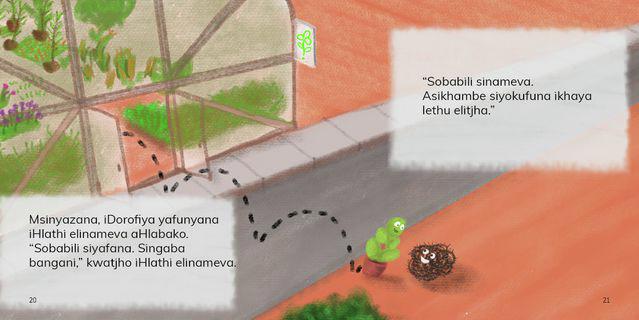 Msinyazana, iDorofiya yafunyana
iHlathi elinameva aHlabako.
“Sobabili siyafana. Singaba
bangani,” kwatjho iHlathi elinameva.
20
“Sobabili sinameva.
Asikhambe siyokufuna ikhaya
lethu elitjha.”
21